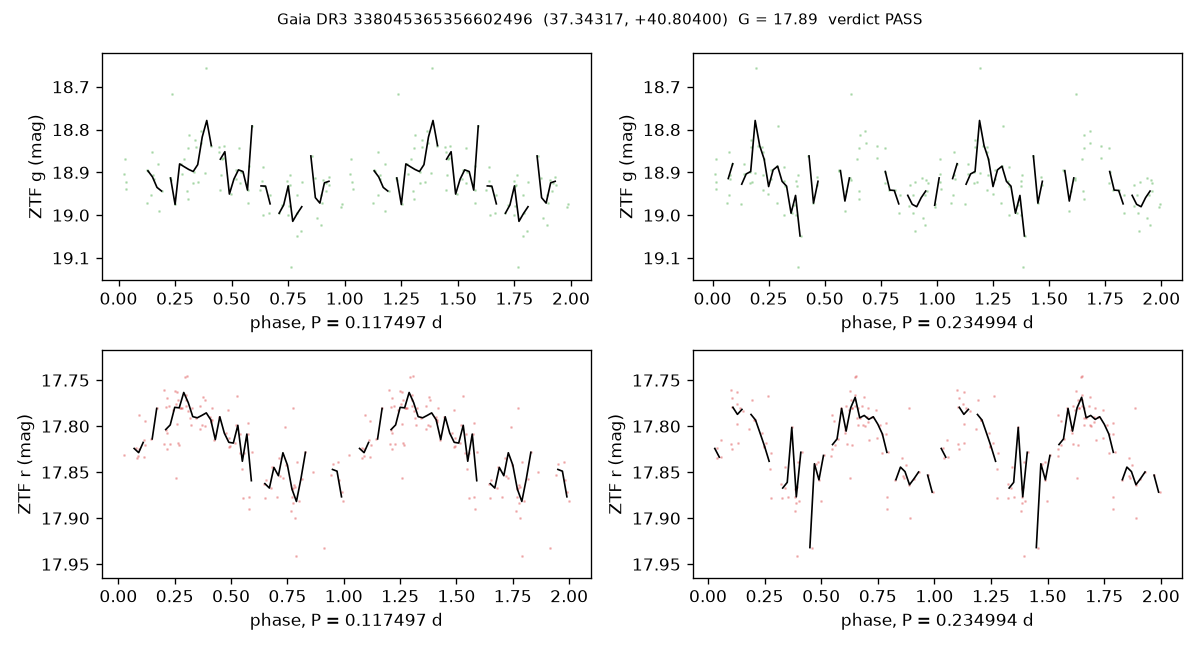 Gaia DR3 338045365356602496  (37.34317, +40.80400)  G = 17.89  verdict PASS
ZTF g (mag)
18.7
18.8
18.9
19.0
19.1
0.00 0.25 0.50 0.75 1.00 1.25 1.50 1.75 2.00
phase, P = 0.117497 d
ZTF g (mag)
18.7
18.8
18.9
19.0
19.1
0.00 0.25 0.50 0.75 1.00 1.25 1.50 1.75 2.00
phase, P = 0.234994 d
ZTF r (mag)
17.75
17.80
17.85
17.90
17.95
0.00 0.25 0.50 0.75 1.00 1.25 1.50 1.75 2.00
phase, P = 0.117497 d
ZTF r (mag)
17.75
17.80
17.85
17.90
17.95
0.00 0.25 0.50 0.75 1.00 1.25 1.50 1.75 2.00
phase, P = 0.234994 d